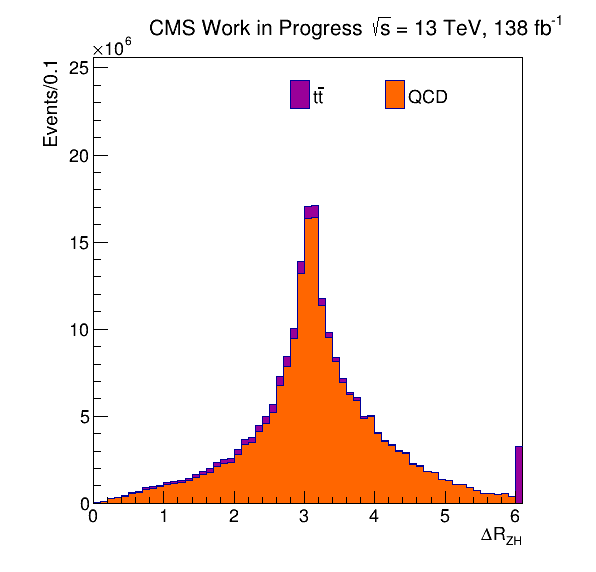 CMS Work in Progress √s = 13 TeV, 138 fb⁻¹
×10⁶
Events/0.1
25
20
15
10
5
0
tt̄
QCD
0 1 2 3 4 5 6
ΔR_ZH